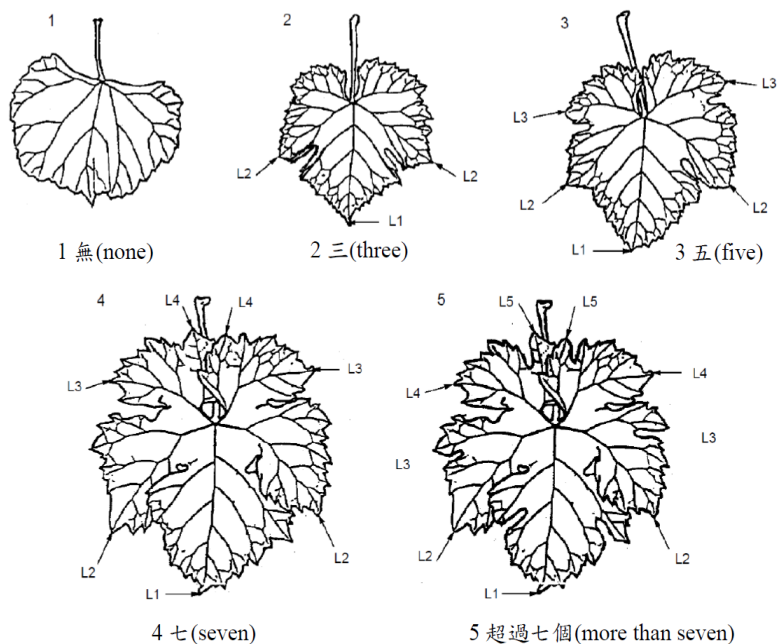 1
2
3
L3
L3
L2
L2
L2
L2
L1
L1
1 無(none)
2 三(three)
3 五(five)
4
L4
L4
5
L5
L5
L3
L3
L4
L4
L3
L3
L2
L2
L2
L2
L1
L1
4 七(seven)
5 超過七個(more than seven)